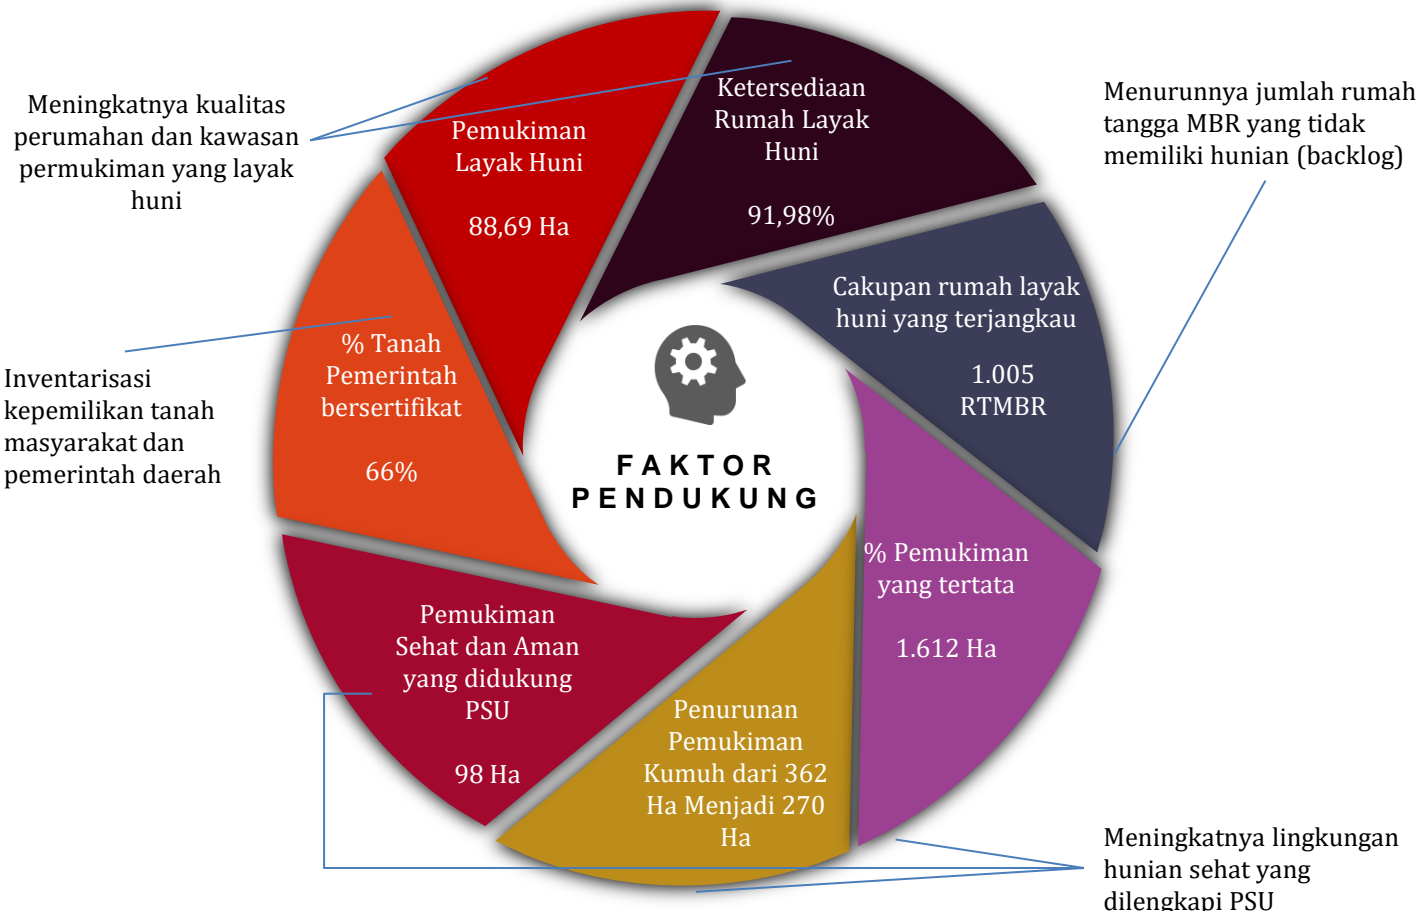 Meningkatnya kualitas
perumahan dan kawasan
permukiman yang layak
huni
Pemukiman
Layak Huni
88,69 Ha
Ketersediaan
Rumah Layak
Huni
91,98%
Menurunnya jumlah rumah
tangga MBR yang tidak
memiliki hunian (backlog)
Cakupan rumah layak
huni yang terjangkau
1.005
RTMBR
% Tanah
Pemerintah
bersertifikat
66%
Inventarisasi
kepemilikan tanah
masyarakat dan
pemerintah daerah
FAKTOR
PENDUKUNG
% Pemukiman
yang tertata
1.612 Ha
Pemukiman
Sehat dan Aman
yang didukung
PSU
98 Ha
Penurunan
Pemukiman
Kumuh dari 362
Ha Menjadi 270
Ha
Meningkatnya lingkungan
hunian sehat yang
dilengkapi PSU